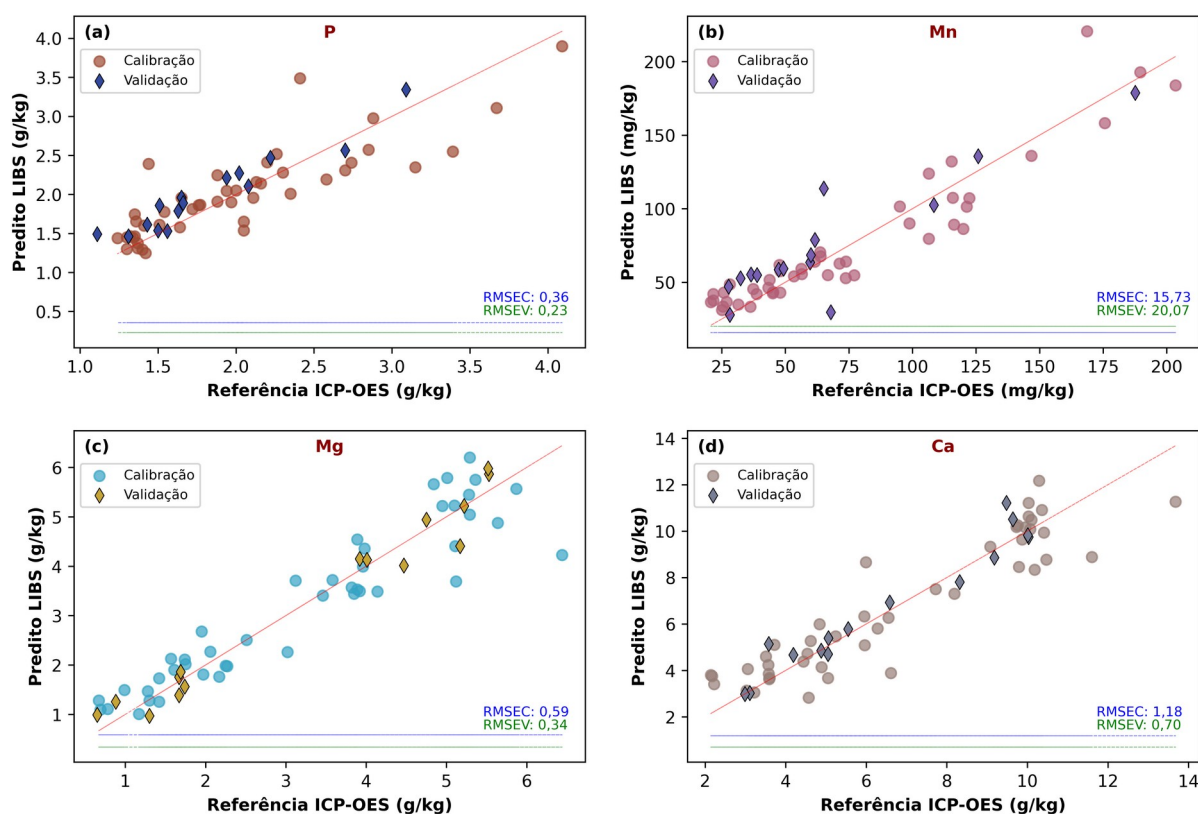 (a)
P
Calibração
Validação
Predito LIBS (g/kg)
4.0
3.5
3.0
2.5
2.0
1.5
1.0
0.5
RMSEC: 0,36
RMSEV: 0,23
1.0 1.5 2.0 2.5 3.0 3.5 4.0
Referência ICP-OES (g/kg)
(b)
Mn
Calibração
Validação
Predito LIBS (mg/kg)
200
150
100
50
RMSEC: 15,73
RMSEV: 20,07
25 50 75 100 125 150 175 200
Referência ICP-OES (mg/kg)
(c)
Mg
Calibração
Validação
Predito LIBS (g/kg)
6
5
4
3
2
1
RMSEC: 0,59
RMSEV: 0,34
1 2 3 4 5 6
Referência ICP-OES (g/kg)
(d)
Ca
Calibração
Validação
Predito LIBS (g/kg)
14
12
10
8
6
4
2
RMSEC: 1,18
RMSEV: 0,70
2 4 6 8 10 12 14
Referência ICP-OES (g/kg)